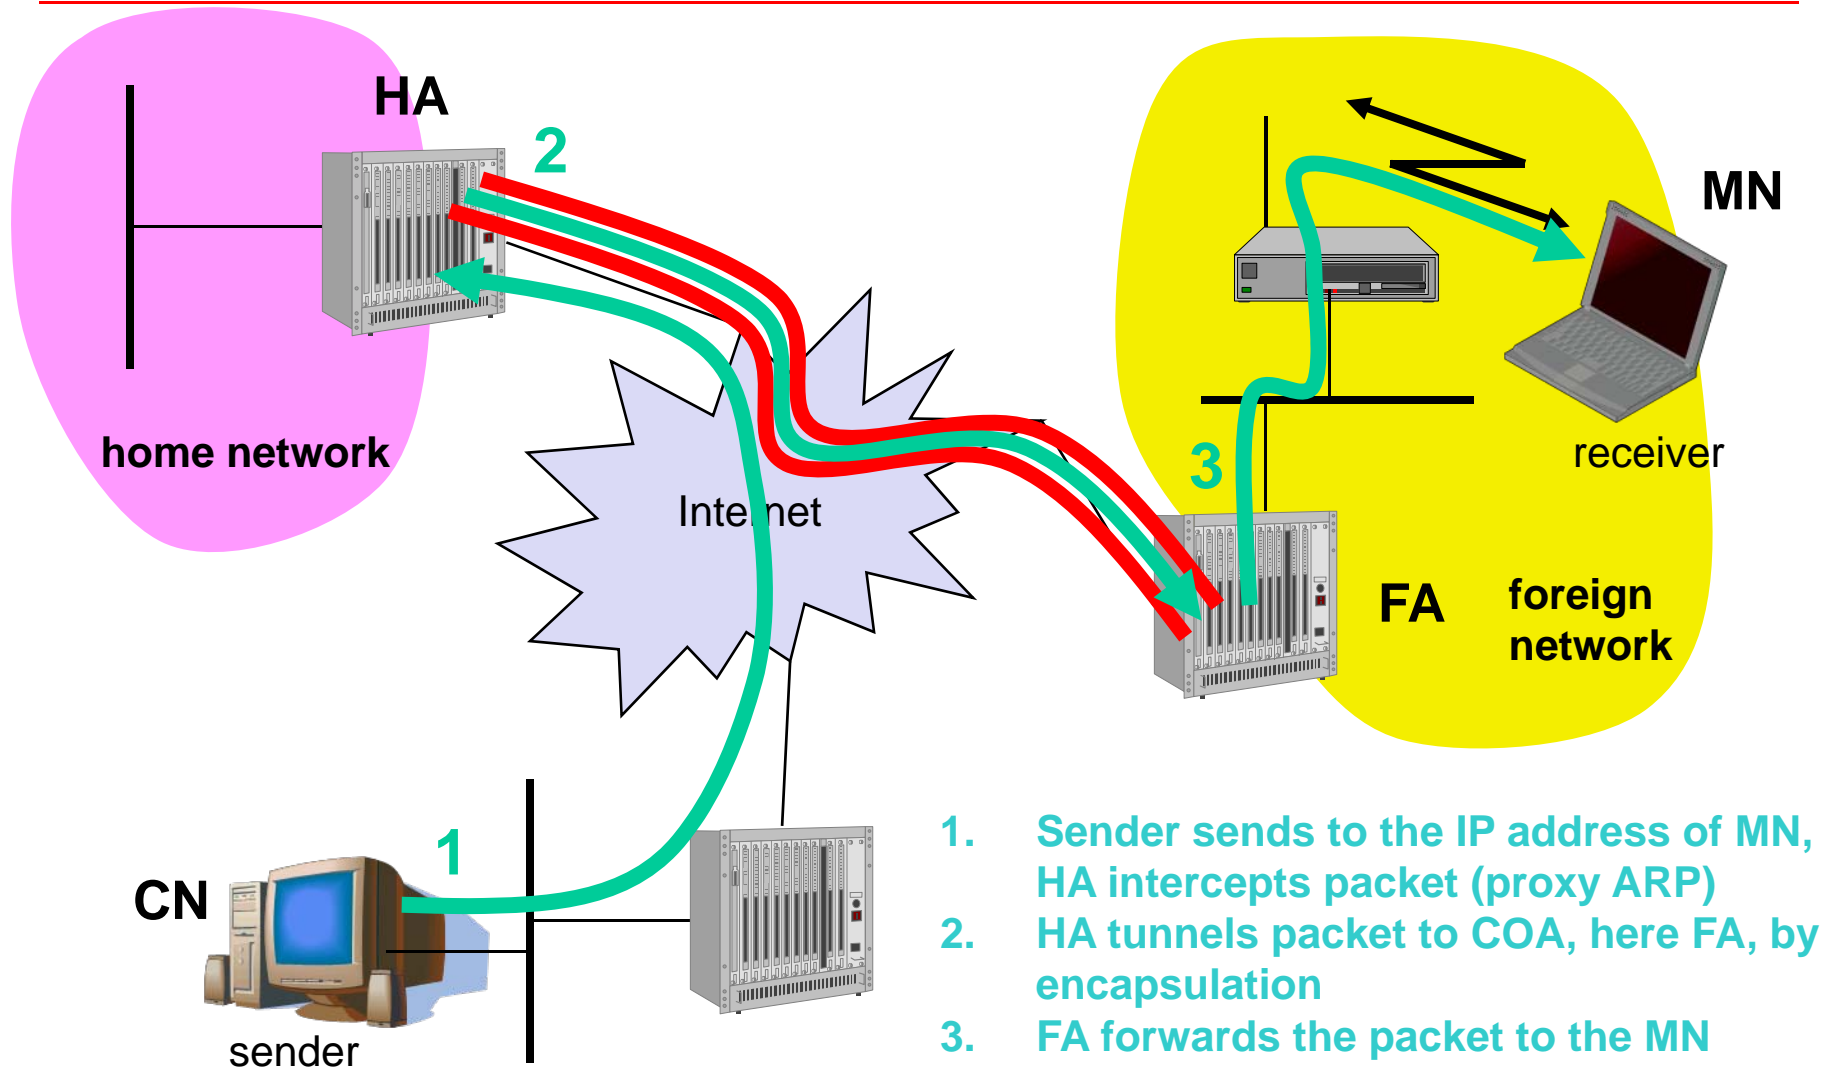 HA
2
MN
home network
receiver
3
Internet
FA
foreign
network
1
CN
sender
1. Sender sends to the IP address of MN,
HA intercepts packet (proxy ARP)
2. HA tunnels packet to COA, here FA, by
encapsulation
3. FA forwards the packet to the MN